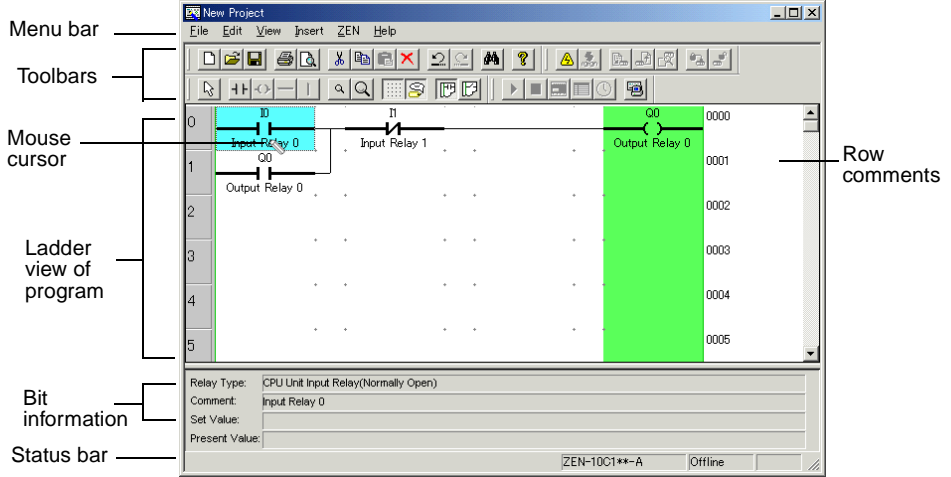 New Project
File Edit View Insert ZEN Help
Menu bar
Toolbars
Mouse cursor
Ladder view of program
Bit information
Status bar
Row comments
0 I0 I1 Q0 0000
Input Relay 0 Input Relay 1 Output Relay 0
1 Q0 0001
Output Relay 0
2 0002
3 0003
4 0004
5 0005
Relay Type: CPU Unit Input Relay(Normally Open)
Comment: Input Relay 0
Set Value:
Present Value:
ZEN-10C1**-A Offline